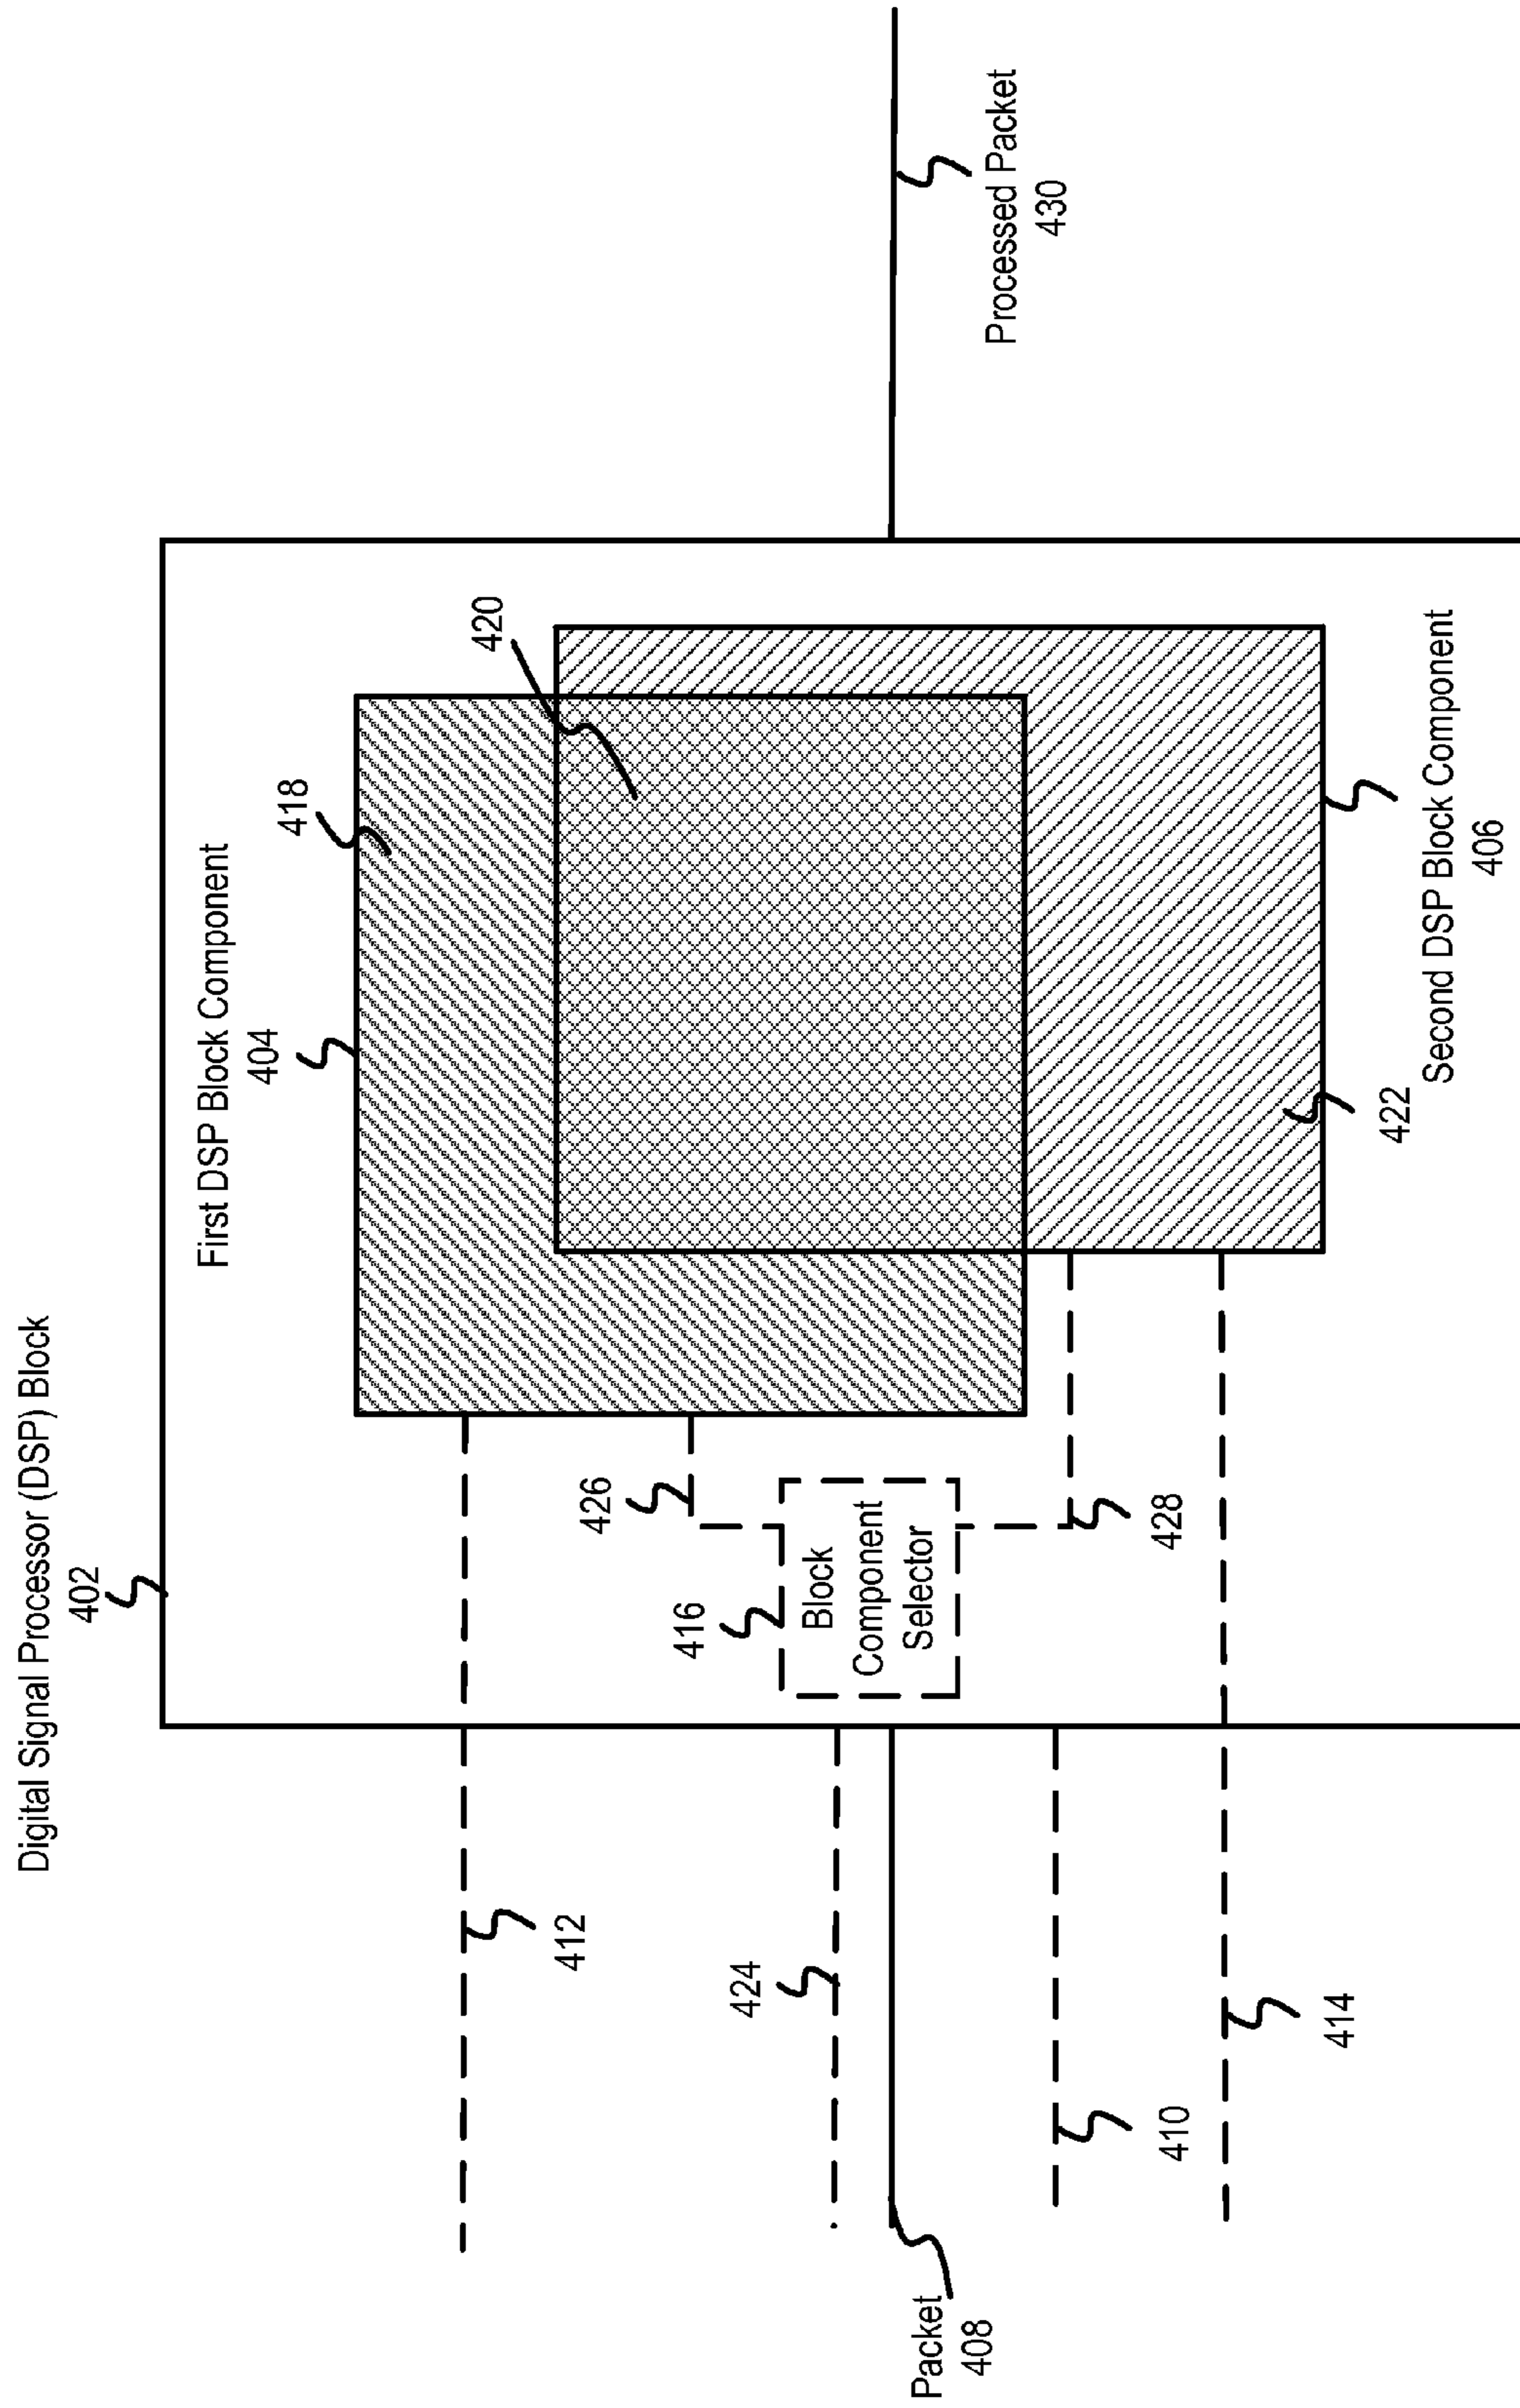 Digital Signal Processor (DSP) Block
402
First DSP Block Component
404
418
420
412
426
416
Block
Component
Selector
424
Packet
408
410
428
414
422
Second DSP Block Component
406
Processed Packet
430